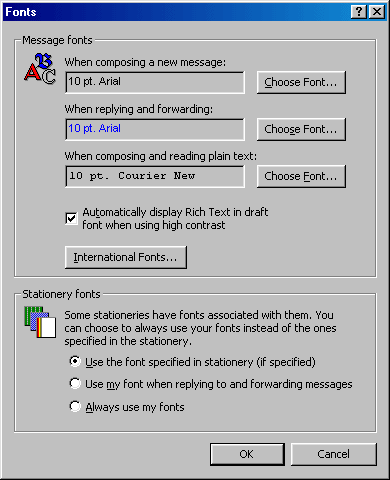 Fonts
Message fonts
When composing a new message:
10 pt. Arial
Choose Font...
When replying and forwarding:
10 pt. Arial
Choose Font...
When composing and reading plain text:
10 pt. Courier New
Choose Font...
Automatically display Rich Text in draft
font when using high contrast
International Fonts...
Stationery fonts
Some stationeries have fonts associated with them. You
can choose to always use your fonts instead of the ones
specified in the stationery.
Use the font specified in stationery (if specified)
Use my font when replying to and forwarding messages
Always use my fonts
OK
Cancel